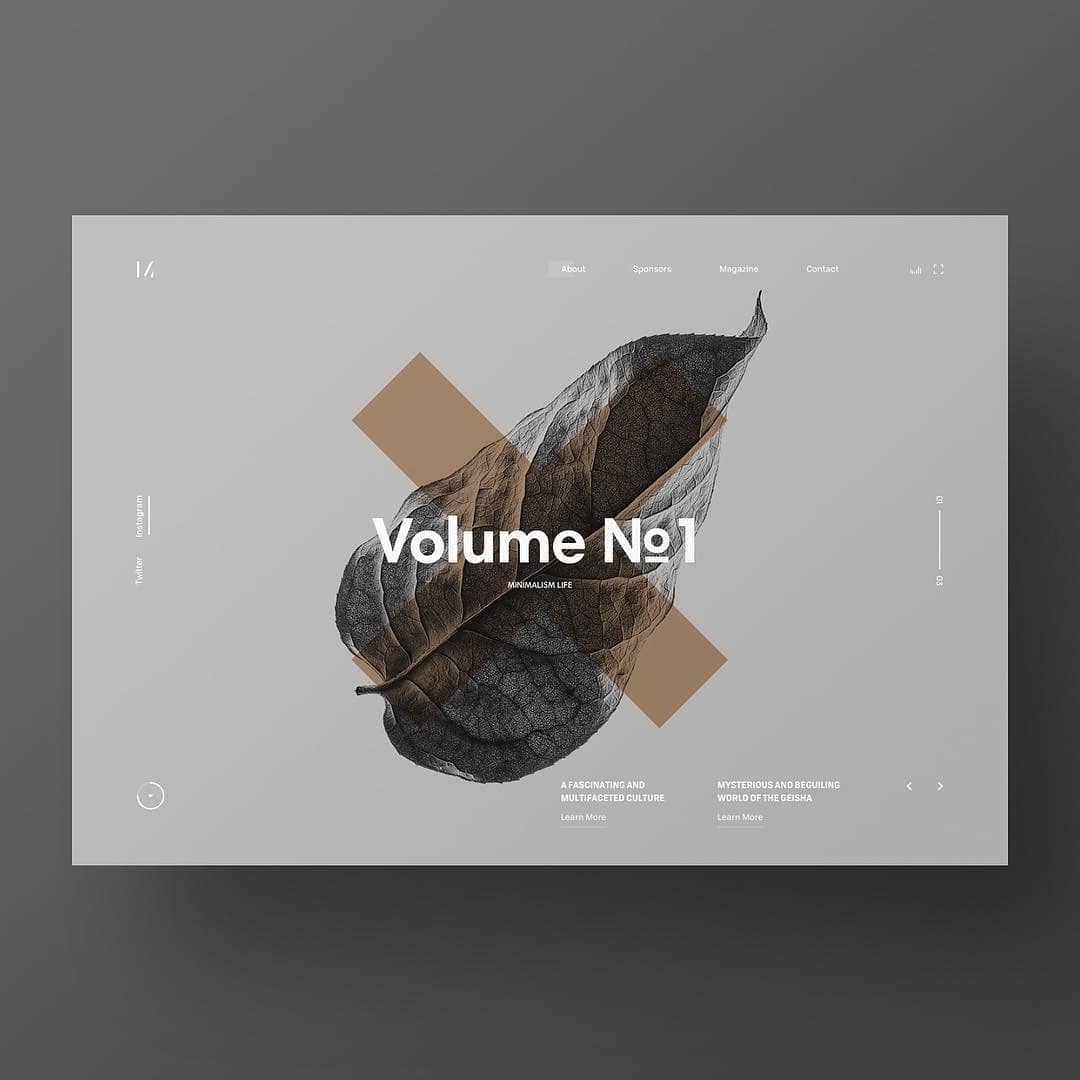 About
Sponsors
Magazine
Contact
Instagram
Twitter
01
03
Volume №1
MINIMALISM LIFE
A FASCINATING AND
MULTIFACETED CULTURE
Learn More
MYSTERIOUS AND BEGUILING
WORLD OF THE GEISHA
Learn More